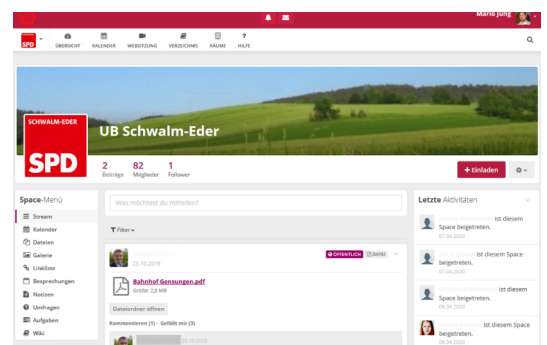 Mario Jung
SPD
ÜBERSICHT
KALENDER
WEBSITZUNG
VERZEICHNIS
RÄUME
HILFE
SCHWALM-EDER
SPD
UB Schwalm-Eder
2
Beiträge
82
Mitglieder
1
Follower
+ Einladen
Space-Menü
Stream
Kalender
Dateien
Galerie
Linkliste
Besprechungen
Notizen
Umfragen
Aufgaben
Wiki
Was möchtest du mitteilen?
Filter
23.10.2019
ÖFFENTLICH
DATEI
Bahnhof Gensungen.pdf
Größe: 2,8 MB
Dateiordner öffnen
Kommentieren (1) · Gefällt mir (3)
23.10.2019
Letzte Aktivitäten
ist diesem
Space beigetreten.
07.04.2020
ist diesem Space
beigetreten.
07.04.2020
ist diesem
Space beigetreten.
06.04.2020
ist diesem Space
beigetreten.
06.04.2020